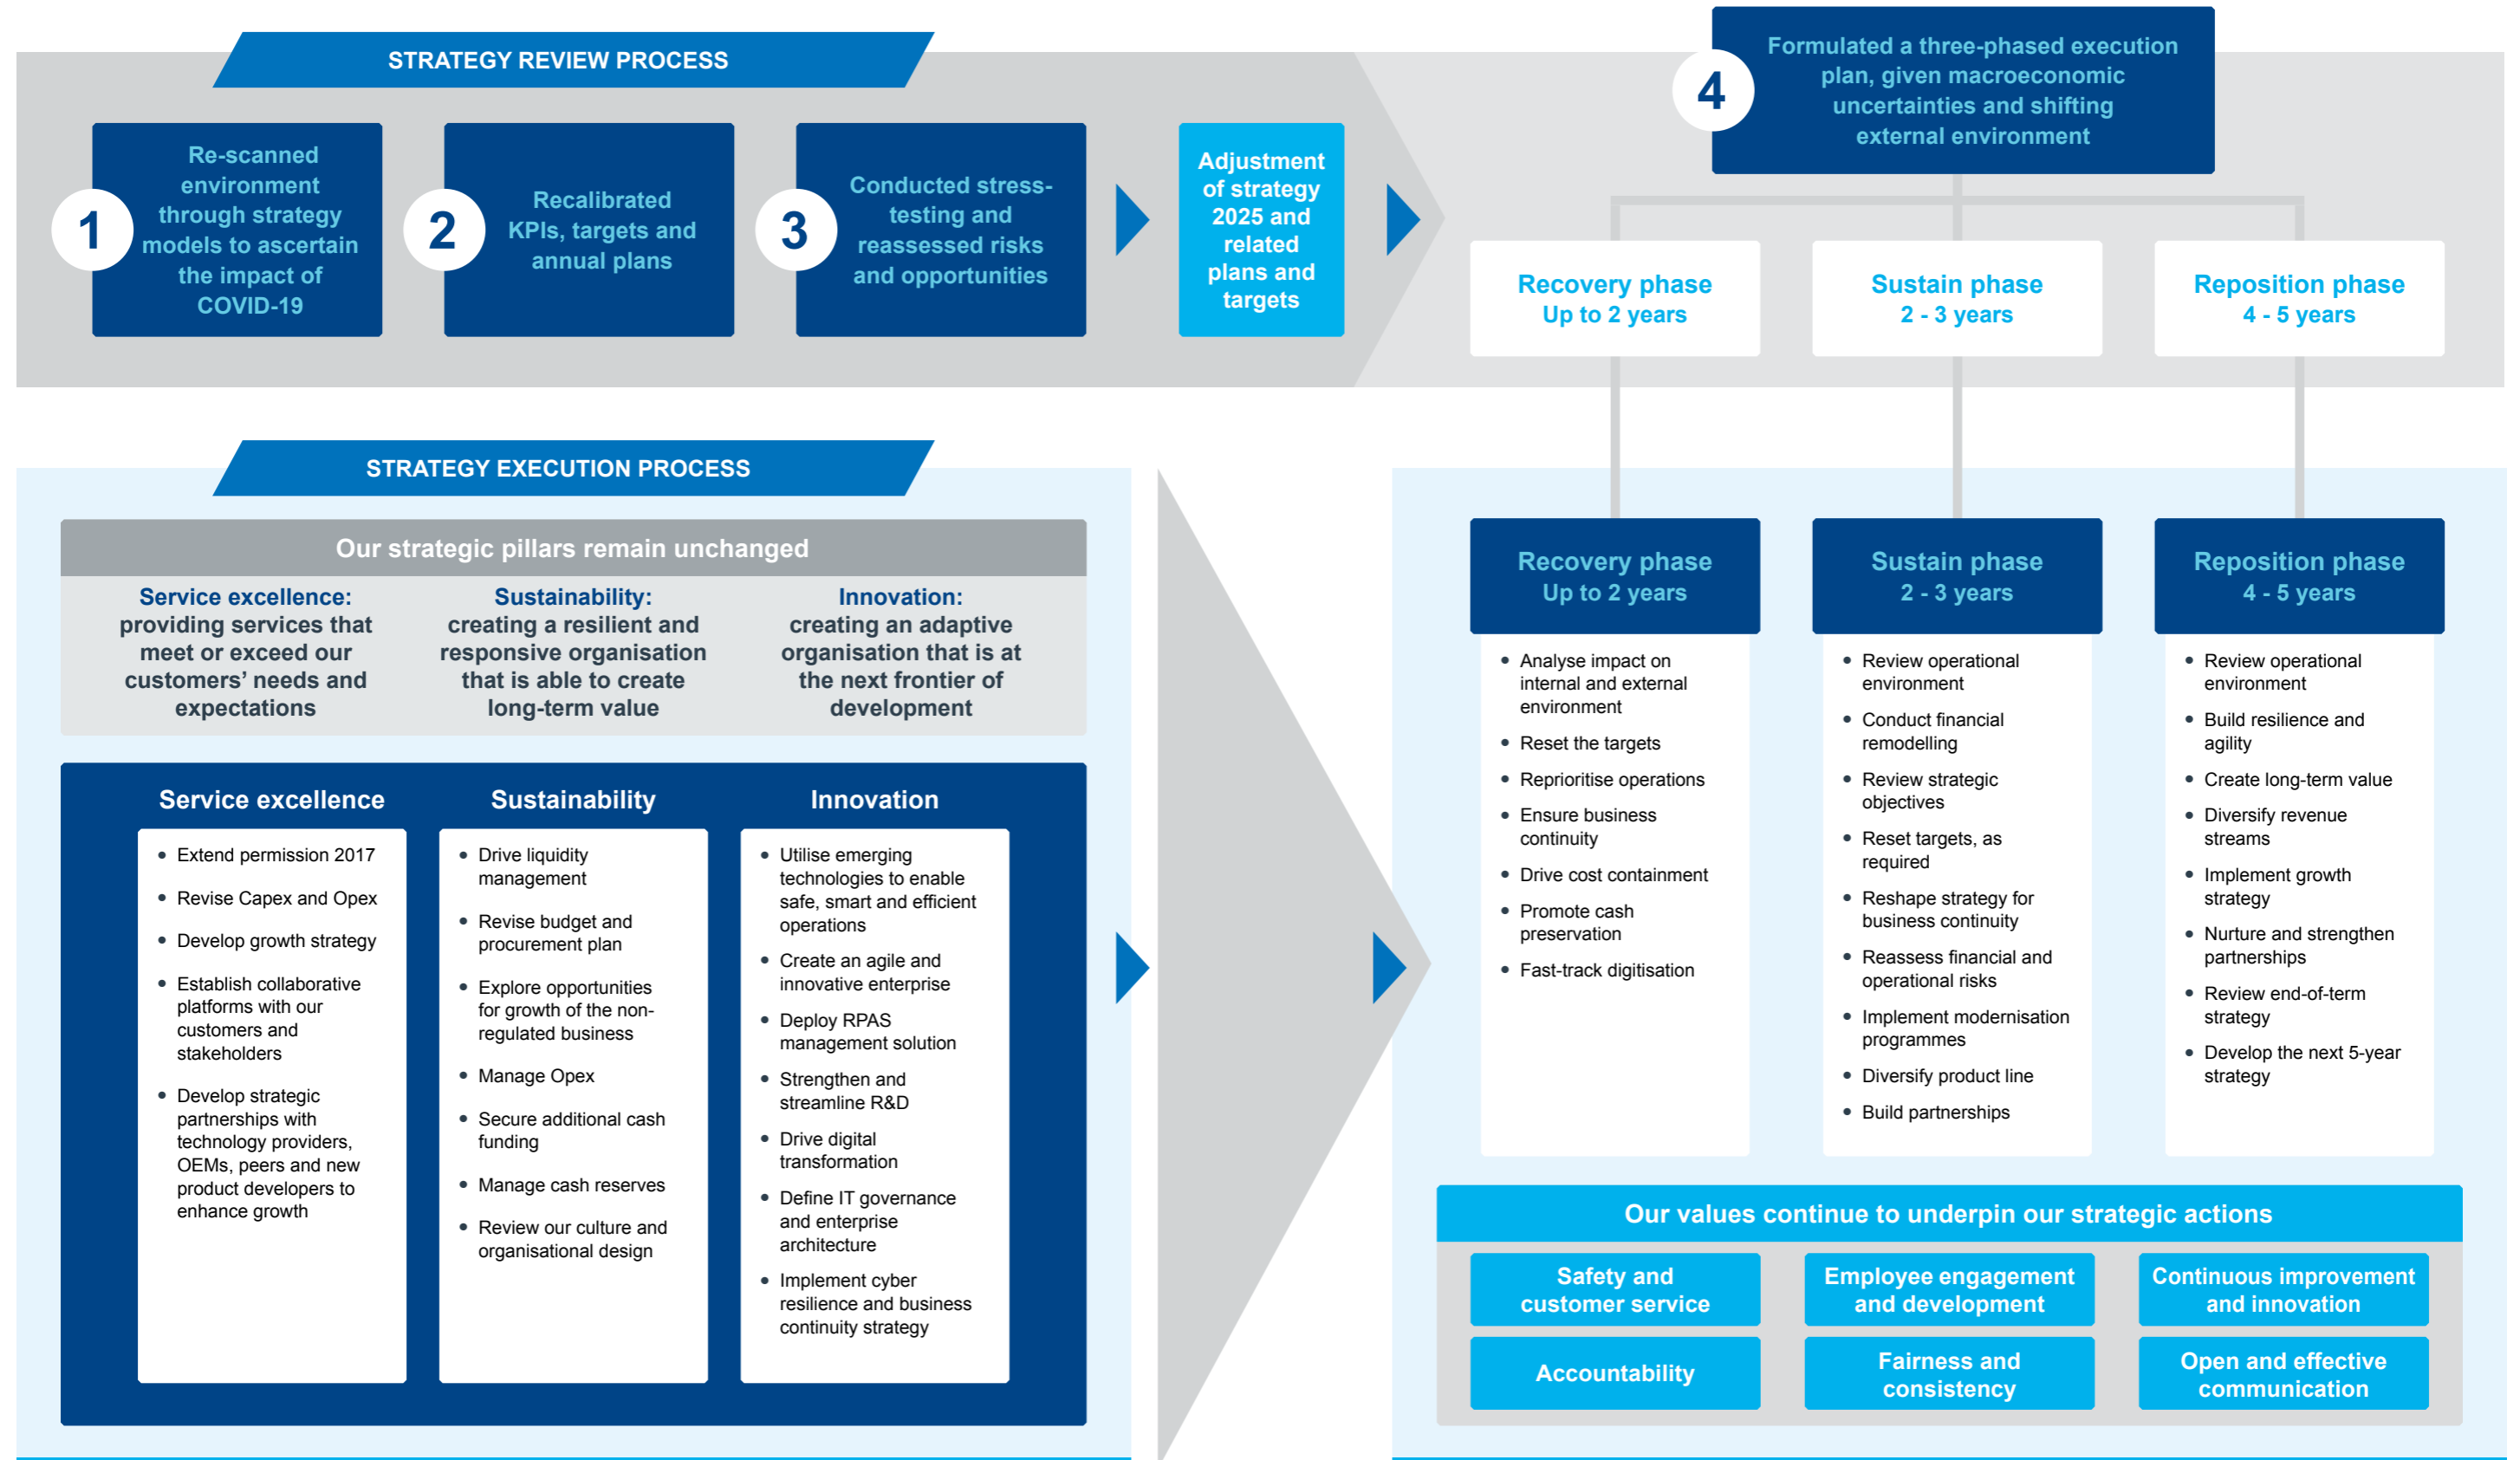 STRATEGY REVIEW PROCESS
1
Re-scanned
environment
through strategy
models to ascertain
the impact of
COVID-19
2
Recalibrated
KPIs, targets and
annual plans
3
Conducted stress-
testing and
reassessed risks
and opportunities
Adjustment
of strategy
2025 and
related
plans and
targets
4
Formulated a three-phased execution
plan, given macroeconomic
uncertainties and shifting
external environment
Recovery phase
Up to 2 years
Sustain phase
2 - 3 years
Reposition phase
4 - 5 years
STRATEGY EXECUTION PROCESS
Our strategic pillars remain unchanged
Service excellence:
providing services that
meet or exceed our
customers’ needs and
expectations
Sustainability:
creating a resilient and
responsive organisation
that is able to create
long-term value
Innovation:
creating an adaptive
organisation that is at
the next frontier of
development
Service excellence
• Extend permission 2017
• Revise Capex and Opex
• Develop growth strategy
• Establish collaborative
platforms with our
customers and
stakeholders
• Develop strategic
partnerships with
technology providers,
OEMs, peers and new
product developers to
enhance growth
Sustainability
• Drive liquidity
management
• Revise budget and
procurement plan
• Explore opportunities
for growth of the non-
regulated business
• Manage Opex
• Secure additional cash
funding
• Manage cash reserves
• Review our culture and
organisational design
Innovation
• Utilise emerging
technologies to enable
safe, smart and efficient
operations
• Create an agile and
innovative enterprise
• Deploy RPAS
management solution
• Strengthen and
streamline R&D
• Drive digital
transformation
• Define IT governance
and enterprise
architecture
• Implement cyber
resilience and business
continuity strategy
Recovery phase
Up to 2 years
• Analyse impact on
internal and external
environment
• Reset the targets
• Reprioritise operations
• Ensure business
continuity
• Drive cost containment
• Promote cash
preservation
• Fast-track digitisation
Sustain phase
2 - 3 years
• Review operational
environment
• Conduct financial
remodelling
• Review strategic
objectives
• Reset targets, as
required
• Reshape strategy for
business continuity
• Reassess financial and
operational risks
• Implement modernisation
programmes
• Diversify product line
• Build partnerships
Reposition phase
4 - 5 years
• Review operational
environment
• Build resilience and
agility
• Create long-term value
• Diversify revenue
streams
• Implement growth
strategy
• Nurture and strengthen
partnerships
• Review end-of-term
strategy
• Develop the next 5-year
strategy
Our values continue to underpin our strategic actions
Safety and
customer service
Employee engagement
and development
Continuous improvement
and innovation
Accountability
Fairness and
consistency
Open and effective
communication